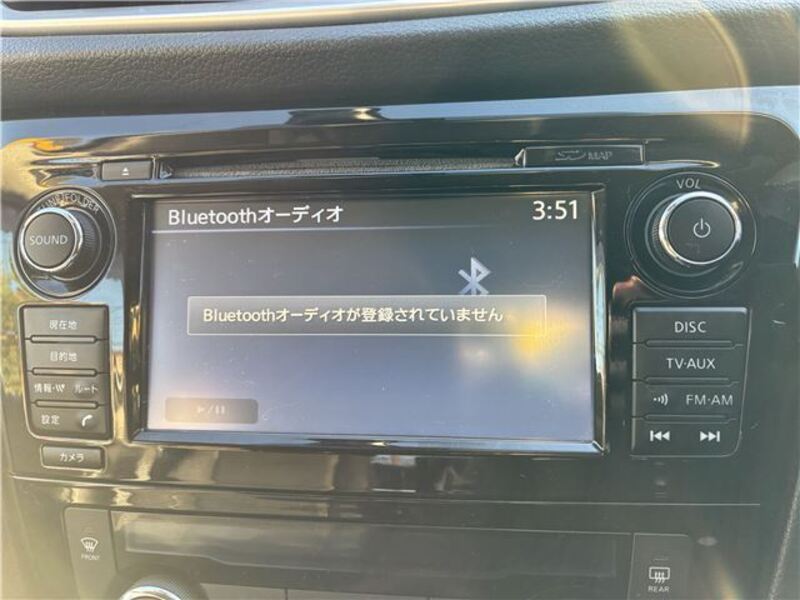 SD MAP
TUNE/FOLDER
VOL
SOUND
Bluetoothオーディオ
3:51
Bluetoothオーディオが登録されていません
現在地
目的地
情報・W ルート
設定
カメラ
DISC
TV・AUX
FM・AM
FRONT
REAR